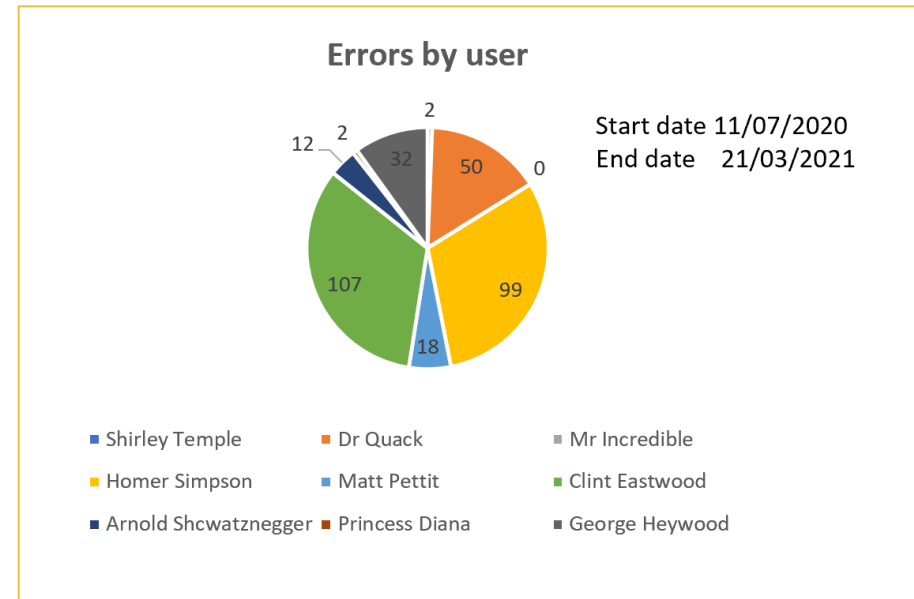 Errors by user
Start date 11/07/2020
End date 21/03/2021
2
50
0
99
18
107
12
2
32
Shirley Temple
Dr Quack
Mr Incredible
Homer Simpson
Matt Pettit
Clint Eastwood
Arnold Shcwatznegger
Princess Diana
George Heywood